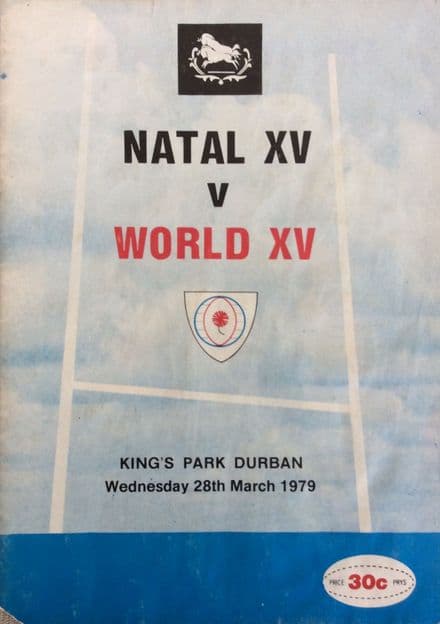 NATAL XV
V
WORLD XV
KING'S PARK DURBAN
Wednesday 28th March 1979
PRICE 30c PRYS